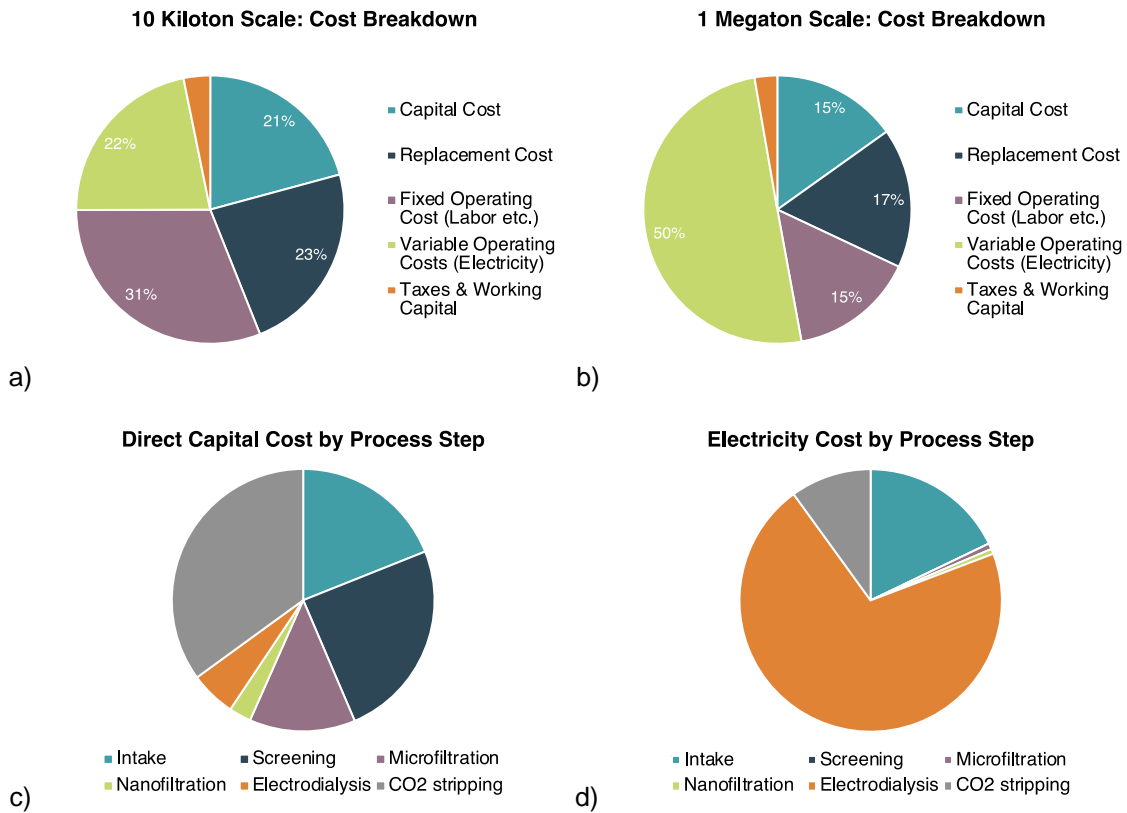 10 Kiloton Scale: Cost Breakdown
21%
22%
23%
31%
Capital Cost
Replacement Cost
Fixed Operating
Cost (Labor etc.)
Variable Operating
Costs (Electricity)
Taxes & Working
Capital
a)
1 Megaton Scale: Cost Breakdown
15%
17%
50%
15%
Capital Cost
Replacement Cost
Fixed Operating
Cost (Labor etc.)
Variable Operating
Costs (Electricity)
Taxes & Working
Capital
b)
Direct Capital Cost by Process Step
Intake Screening Microfiltration
Nanofiltration Electrodialysis CO2 stripping
c)
Electricity Cost by Process Step
Intake Screening Microfiltration
Nanofiltration Electrodialysis CO2 stripping
d)